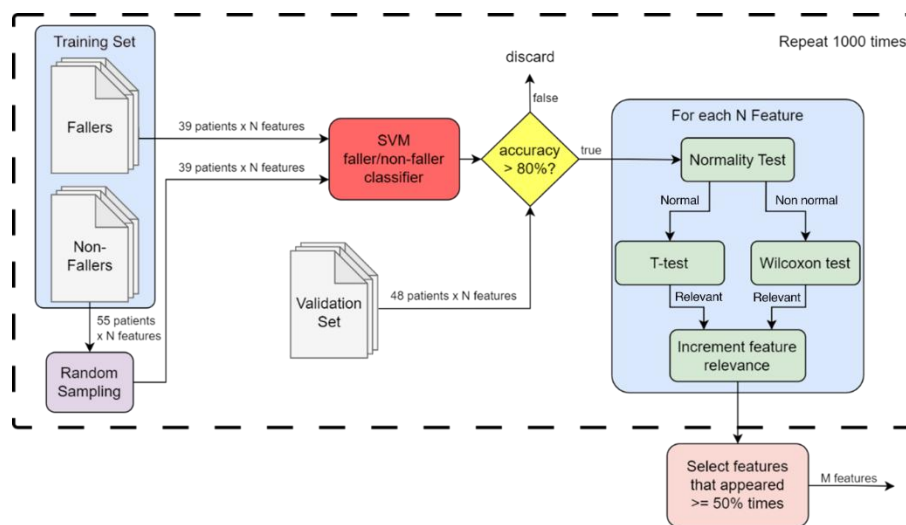 Training Set
Repeat 1000 times
discard
false
Fallers
39 patients x N features
39 patients x N features
SVM
faller/non-faller
classifier
accuracy
> 80%?
true
For each N Feature
Normality Test
Normal
Non normal
Non-
Fallers
T-test
Wilcoxon test
Validation
Set
48 patients x N features
Relevant
Relevant
55 patients
x N features
Random
Sampling
Increment feature
relevance
Select features
that appeared
>= 50% times
M features